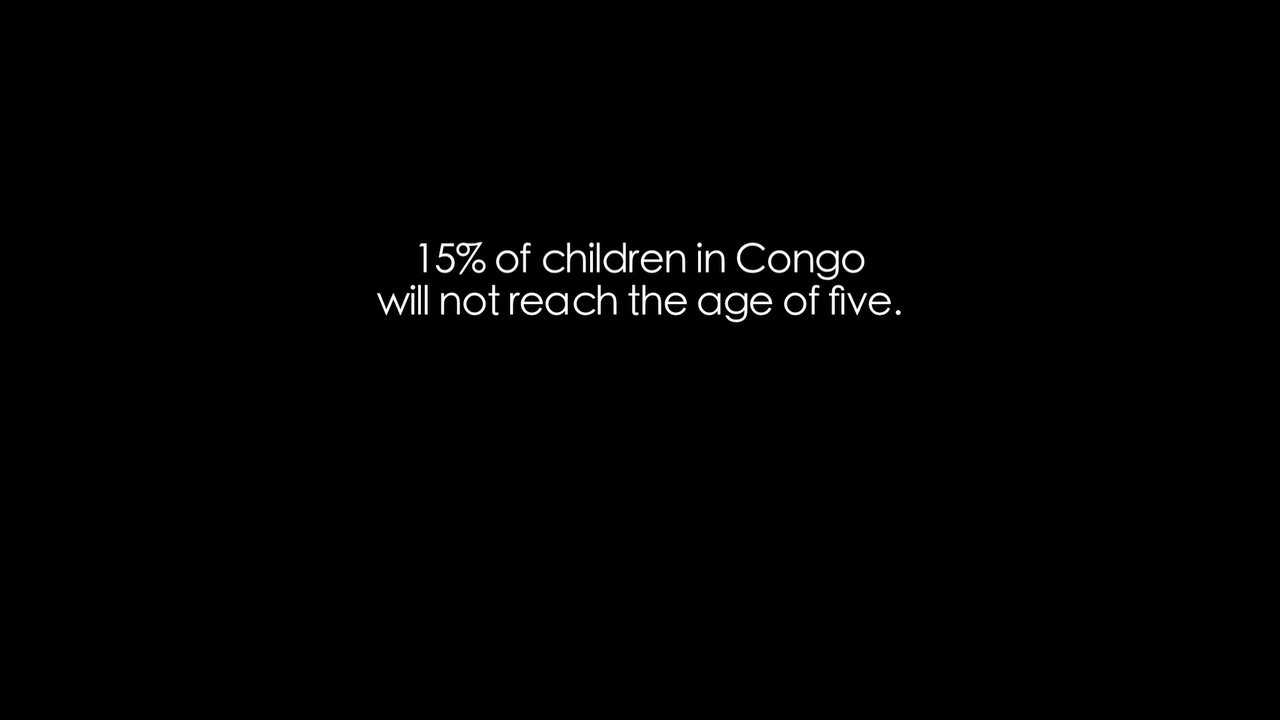 15% of children in Congo
will not reach the age of five.